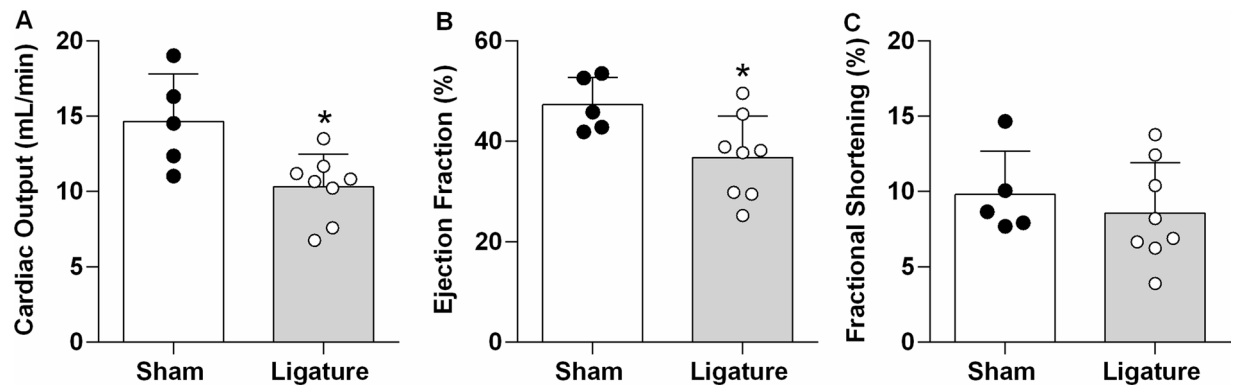 A
Cardiac Output (mL/min)
20
15
10
5
0
*
Sham
Ligature
B
Ejection Fraction (%)
60
40
20
0
*
Sham
Ligature
C
Fractional Shortening (%)
20
15
10
5
0
Sham
Ligature